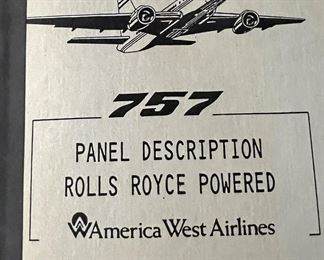 757
PANEL DESCRIPTION
ROLLS ROYCE POWERED
America West Airlines